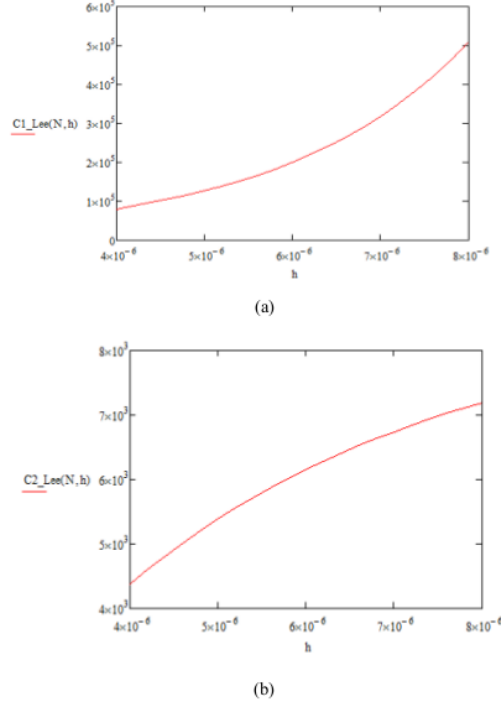 6×10⁵
5×10⁵
4×10⁵
C1_Lee(N,h) 3×10⁵
2×10⁵
1×10⁵
0
4×10⁻⁶ 5×10⁻⁶ 6×10⁻⁶ 7×10⁻⁶ 8×10⁻⁶
h
(a)
8×10³
7×10³
C2_Lee(N,h) 6×10³
5×10³
4×10³
4×10⁻⁶ 5×10⁻⁶ 6×10⁻⁶ 7×10⁻⁶ 8×10⁻⁶
h
(b)